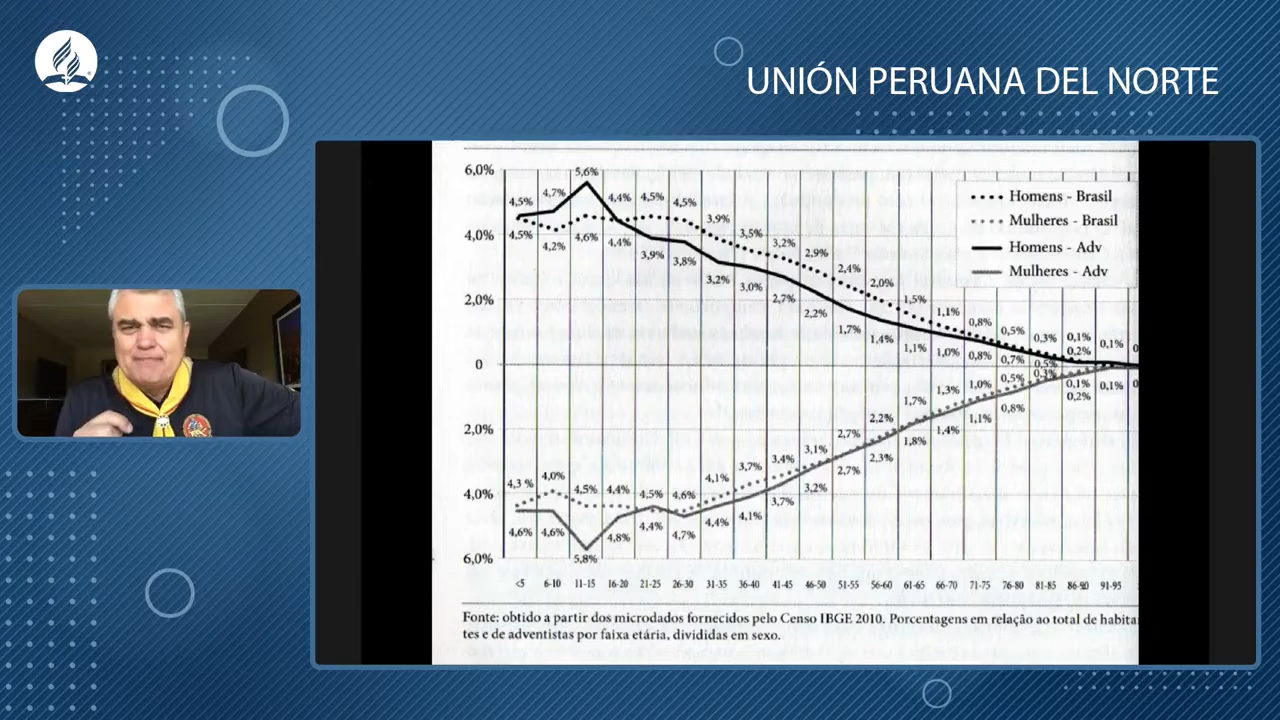 UNIÓN PERUANA DEL NORTE
6,0%
4,0%
2,0%
0
2,0%
4,0%
6,0%
4,5% 4,7% 5,6% 4,4% 4,5% 4,5% 3,9% 3,5% 3,2% 2,9% 2,4% 2,0% 1,5% 1,1% 0,8% 0,5% 0,3% 0,1% 0,1%
4,5% 4,2% 4,6% 4,4% 3,9% 3,8% 3,2% 3,0% 2,7% 2,2% 1,7% 1,4% 1,1% 1,0% 0,8% 0,7% 0,5% 0,2%
4,3 % 4,0% 4,5% 4,4% 4,5% 4,6% 4,1% 3,7% 3,4% 3,1% 2,7% 2,2% 1,7% 1,3% 1,0% 0,5% 0,3% 0,1% 0,1%
4,6% 4,6% 5,8% 4,8% 4,4% 4,7% 4,4% 4,1% 3,7% 3,2% 2,7% 2,3% 1,8% 1,4% 1,1% 0,8% 0,2%
Homens - Brasil
Mulheres - Brasil
Homens - Adv
Mulheres - Adv
<5 6-10 11-15 16-20 21-25 26-30 31-35 36-40 41-45 46-50 51-55 56-60 61-65 66-70 71-75 76-80 81-85 86-90 91-95
Fonte: obtido a partir dos microdados fornecidos pelo Censo IBGE 2010. Porcentagens em relação ao total de habita
tes e de adventistas por faixa etária, divididas em sexo.